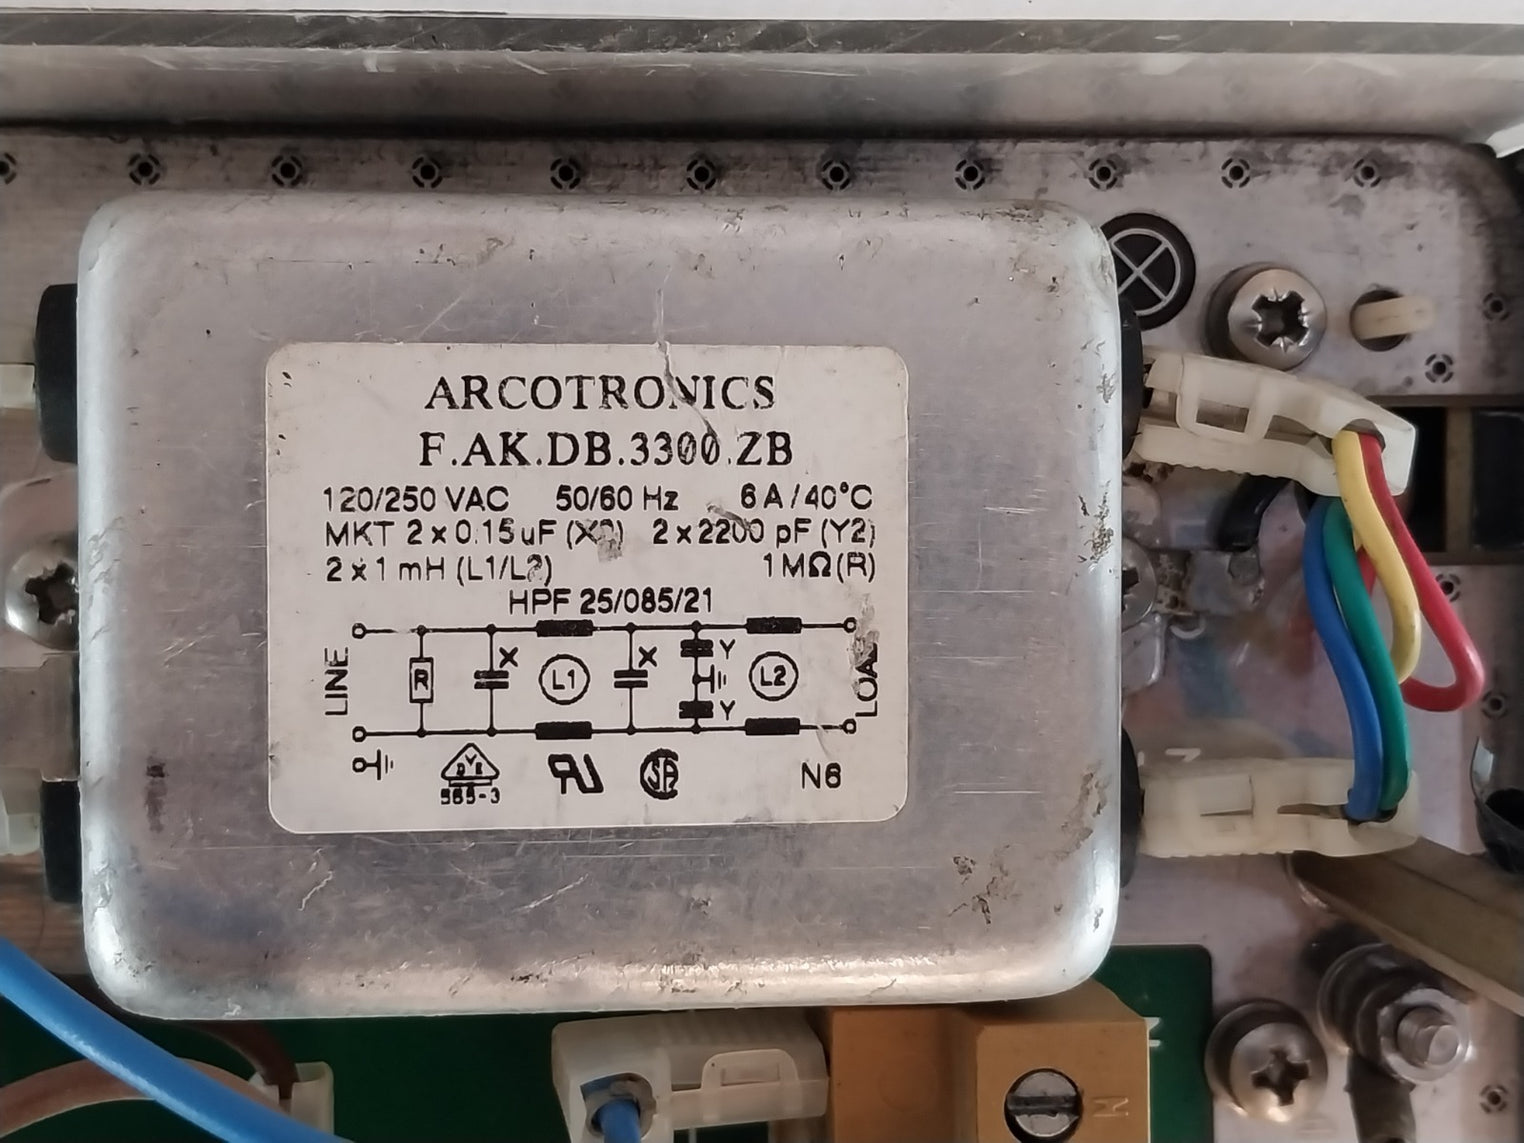 ARCOTRONICS
F.AK.DB.3300.ZB
120/250 VAC 50/60 Hz 6 A / 40°C
MKT 2 x 0.15 uF (X2) 2 x 2200 pF (Y2)
2 x 1 mH (L1/L2) 1 MΩ (R)
HPF 25/085/21
LINE
R
X
L1
X
Y
Y
L2
LOAD
DVE
565-3
N6
N